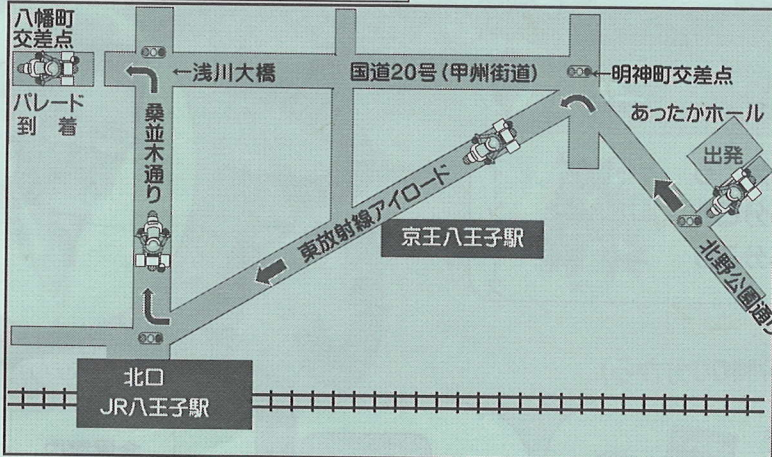 八幡町
交差点
パレード
到 着
←浅川大橋
国道20号(甲州街道)
←明神町交差点
あったかホール
出発
桑並木通り
東放射線アイロード
京王八王子駅
北野公園通り
北口
JR八王子駅